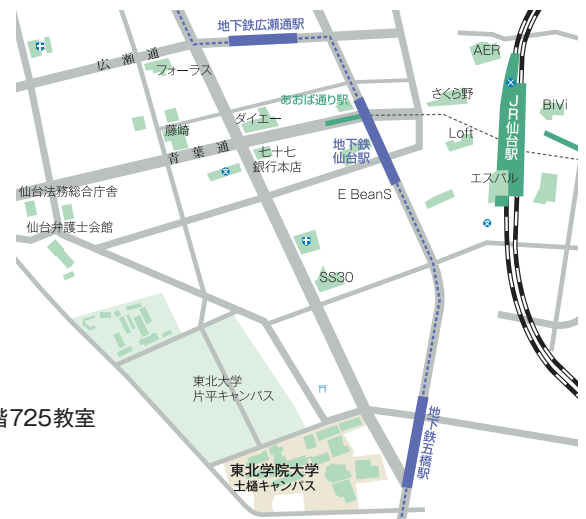 地下鉄広瀬通駅
広瀬通
フォーラス
AER
さくら野
BiVi
JR仙台駅
あおば通り駅
ダイエー
藤崎
青葉通
地下鉄
仙台駅
Loft
七十七
銀行本店
エスパル
E BeanS
仙台法務総合庁舎
仙台弁護士会館
SS30
東北大学
片平キャンパス
階725教室
地下鉄五橋駅
東北学院大学
土樋キャンパス